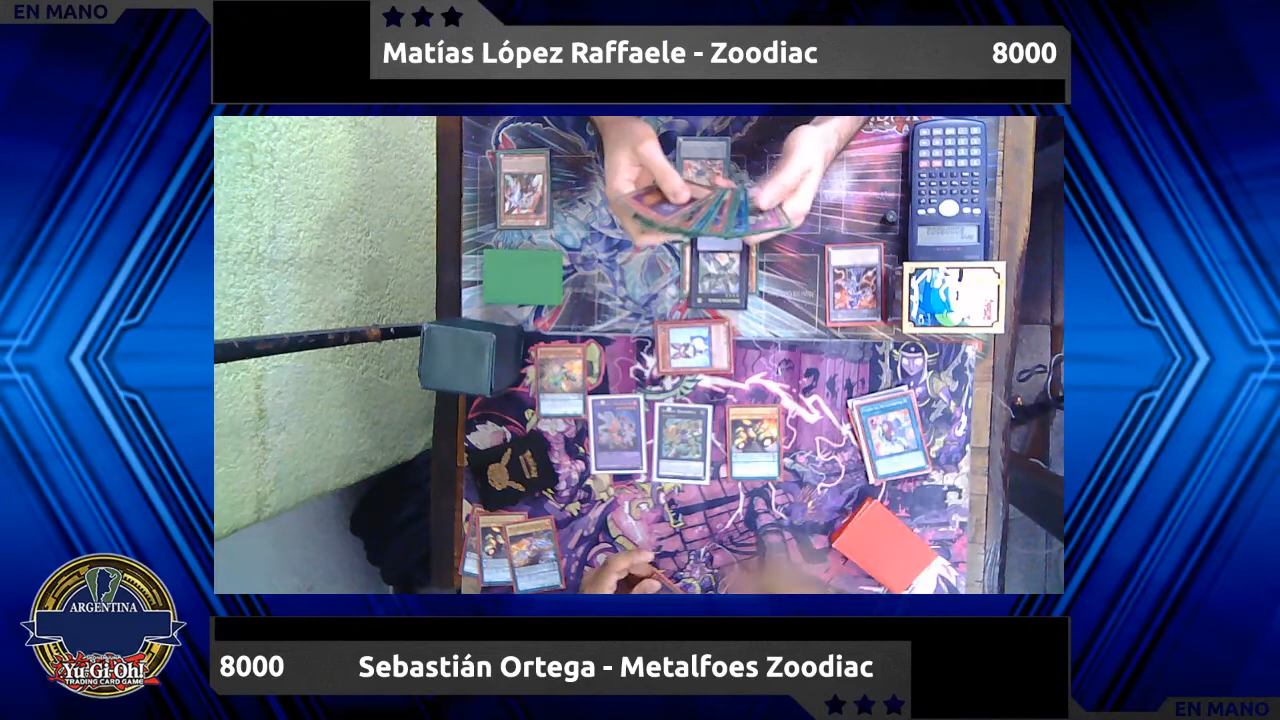 EN MANO
Matías López Raffaele - Zoodiac
8000
8000
Sebastián Ortega - Metalfoes Zoodiac
ARGENTINA
Yu-Gi-Oh!
TRADING CARD GAME
EN MANO